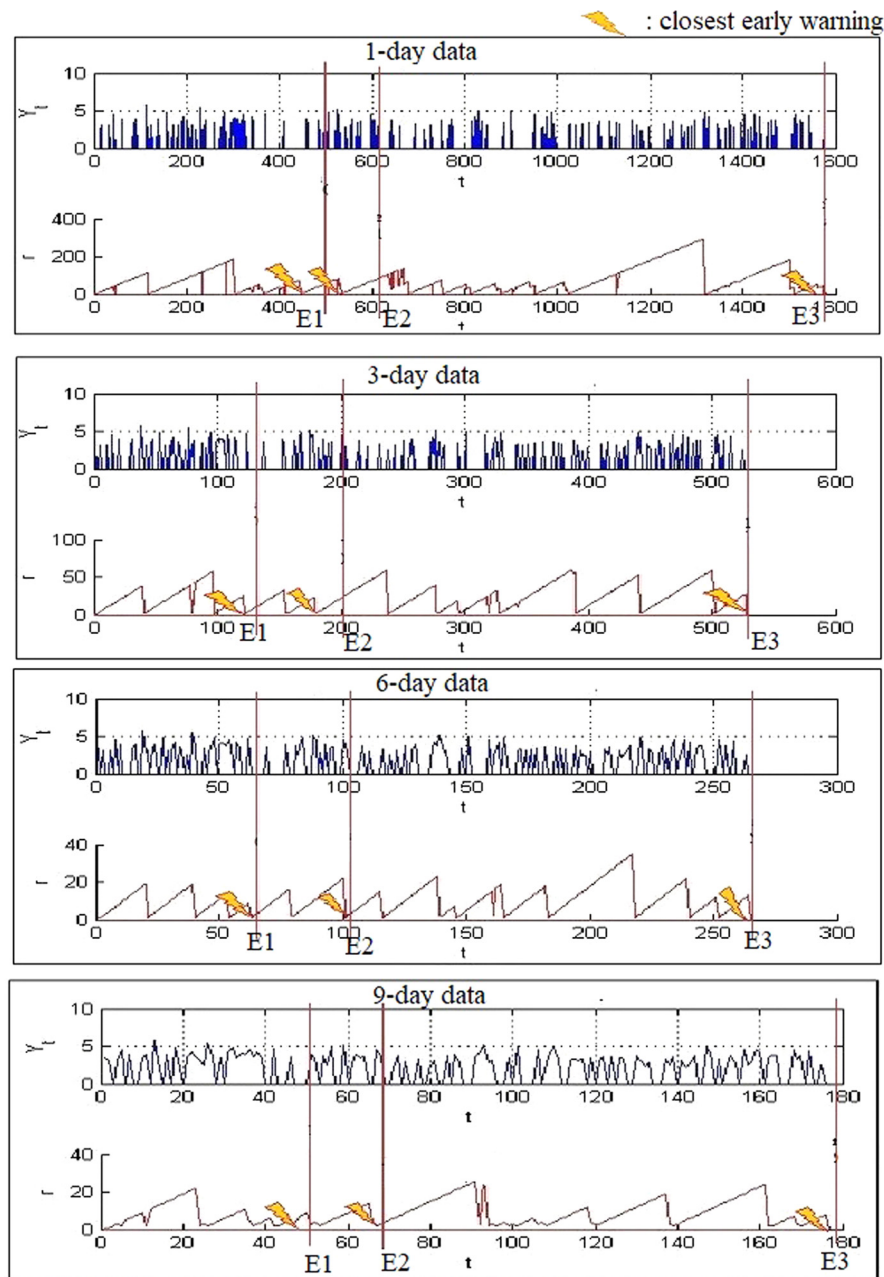 : closest early warning
1-day data
10
5
0
Yt
0 200 400 600 800 1000 1200 1400 1600
t
400
200
0
r
0 200 400 600 800 1000 1200 1400 1600
E1 E2 E3
t
3-day data
10
5
0
Yt
0 100 200 300 400 500 600
t
100
50
0
r
0 100 200 300 400 500 600
E1 E2 E3
t
6-day data
10
5
0
Yt
0 50 100 150 200 250 300
t
40
20
0
r
0 50 100 150 200 250 300
E1 E2 E3
t
9-day data
10
5
0
Yt
0 20 40 60 80 100 120 140 160 180
t
40
20
0
r
0 20 40 60 80 100 120 140 160 180
E1 E2 t E3